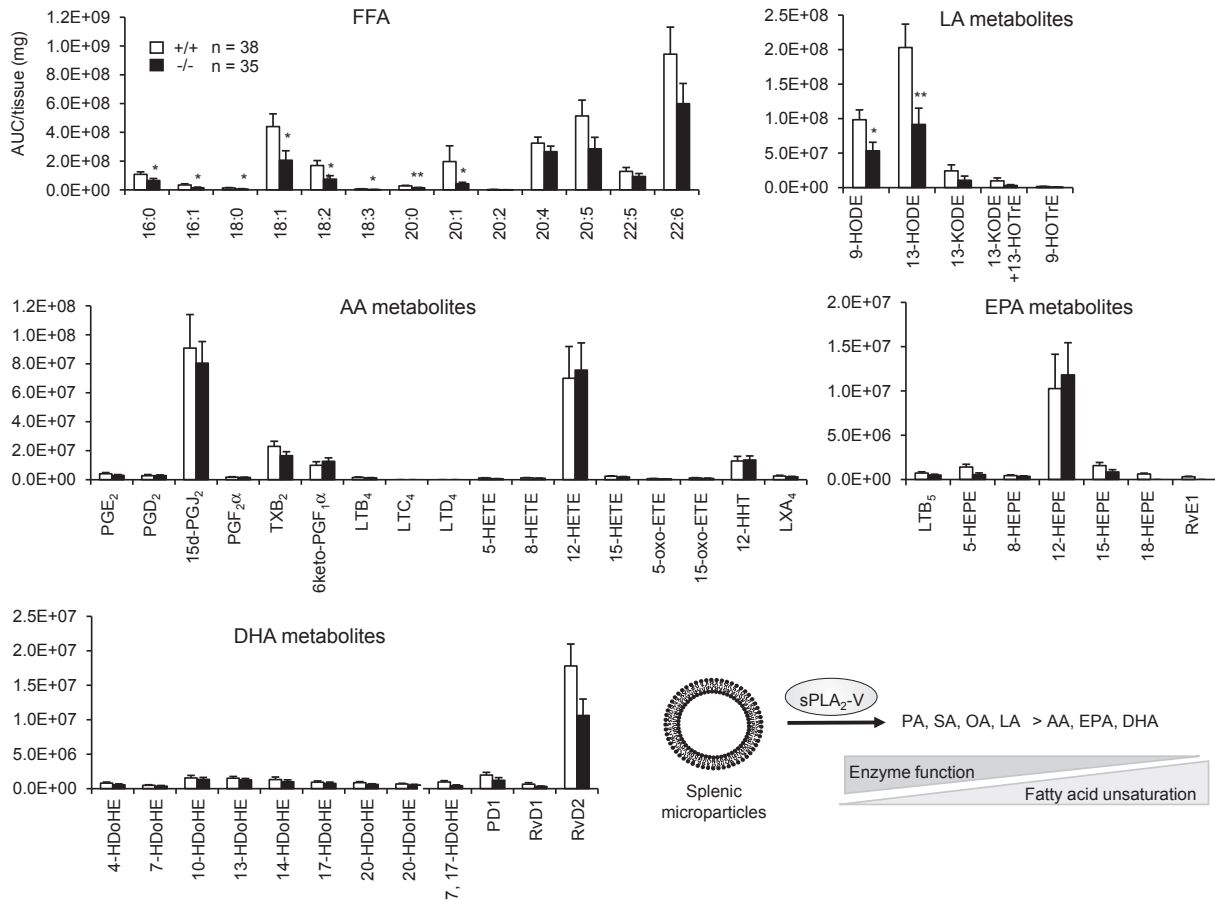 FFA
AUC/tissue (mg)
1.2E+09
1.0E+09
8.0E+08
6.0E+08
4.0E+08
2.0E+08
0.0E+00
+/+ n = 38
-/- n = 35
* * * * * * ** *
16:0 16:1 18:0 18:1 18:2 18:3 20:0 20:1 20:2 20:4 20:5 22:5 22:6
LA metabolites
2.5E+08
2.0E+08
1.5E+08
1.0E+08
5.0E+07
0.0E+00
* **
9-HODE 13-HODE 13-KODE 13-KODE
+13-HOTrE 9-HOTrE
AA metabolites
1.2E+08
1.0E+08
8.0E+07
6.0E+07
4.0E+07
2.0E+07
0.0E+00
PGE₂ PGD₂ 15d-PGJ₂ PGF₂α TXB₂ 6keto-PGF₁α LTB₄ LTC₄ LTD₄ 5-HETE 8-HETE 12-HETE 15-HETE 5-oxo-ETE 15-oxo-ETE 12-HHT LXA₄
EPA metabolites
2.0E+07
1.5E+07
1.0E+07
5.0E+06
0.0E+00
LTB₅ 5-HEPE 8-HEPE 12-HEPE 15-HEPE 18-HEPE RvE1
DHA metabolites
2.5E+07
2.0E+07
1.5E+07
1.0E+07
5.0E+06
0.0E+00
4-HDoHE 7-HDoHE 10-HDoHE 13-HDoHE 14-HDoHE 17-HDoHE 20-HDoHE 20-HDoHE 7, 17-HDoHE PD1 RvD1 RvD2
sPLA₂-V
PA, SA, OA, LA > AA, EPA, DHA
Splenic
microparticles
Enzyme function
Fatty acid unsaturation